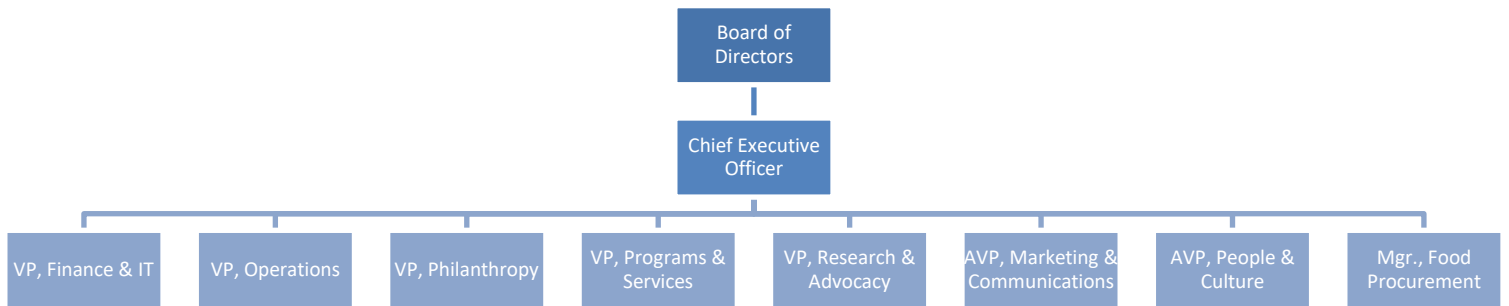 Board of
Directors
Chief Executive
Officer
VP, Finance & IT
VP, Operations
VP, Philanthropy
VP, Programs &
Services
VP, Research &
Advocacy
AVP, Marketing &
Communications
AVP, People &
Culture
Mgr., Food
Procurement